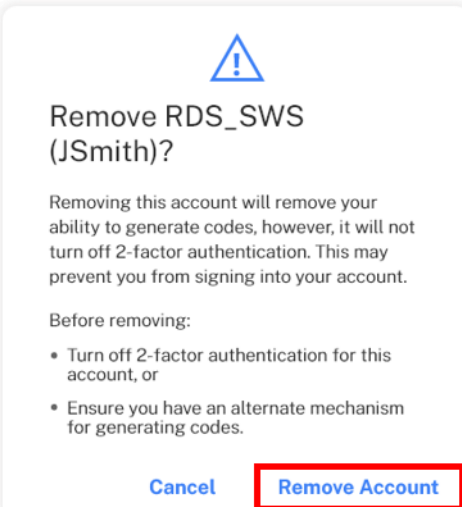 Remove RDS_SWS
(JSmith)?
Removing this account will remove your
ability to generate codes, however, it will not
turn off 2-factor authentication. This may
prevent you from signing into your account.
Before removing:
• Turn off 2-factor authentication for this
account, or
• Ensure you have an alternate mechanism
for generating codes.
Cancel Remove Account